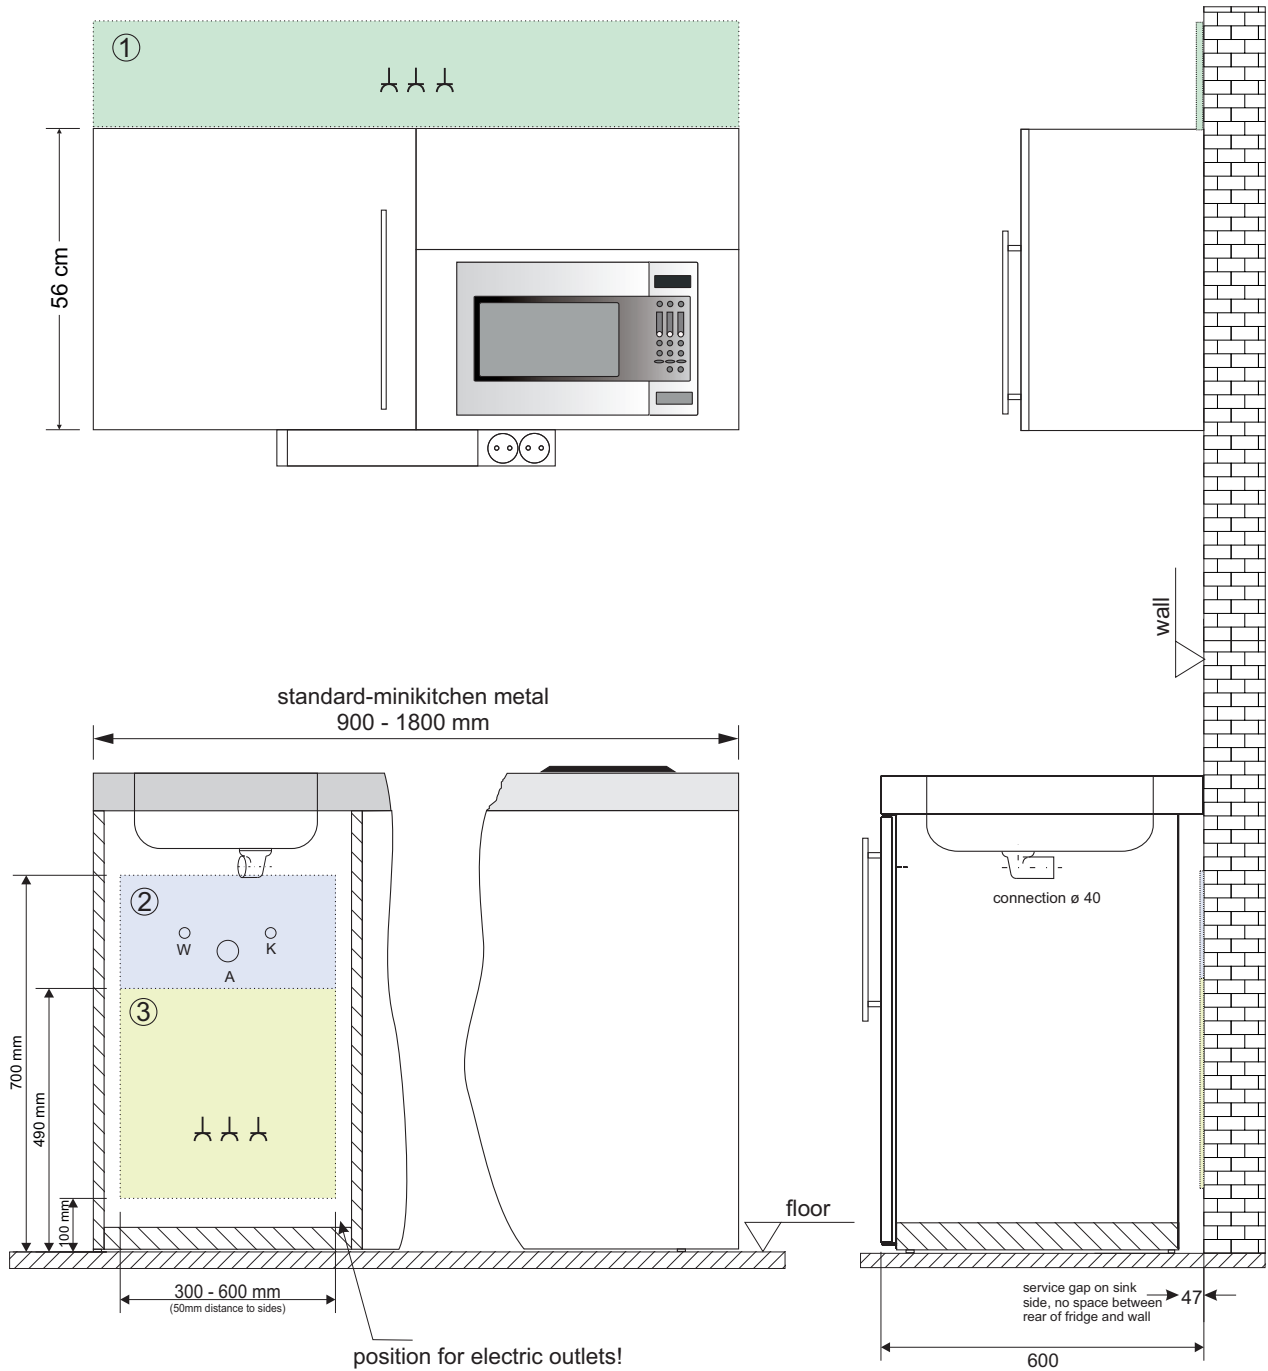 1
56 cm
wall
standard-minikitchen metal
900 - 1800 mm
2
W
K
A
connection ø 40
3
700 mm
490 mm
100 mm
floor
300 - 600 mm
(50mm distance to sides)
service gap on sink
side, no space between
rear of fridge and wall
47
position for electric outlets!
600